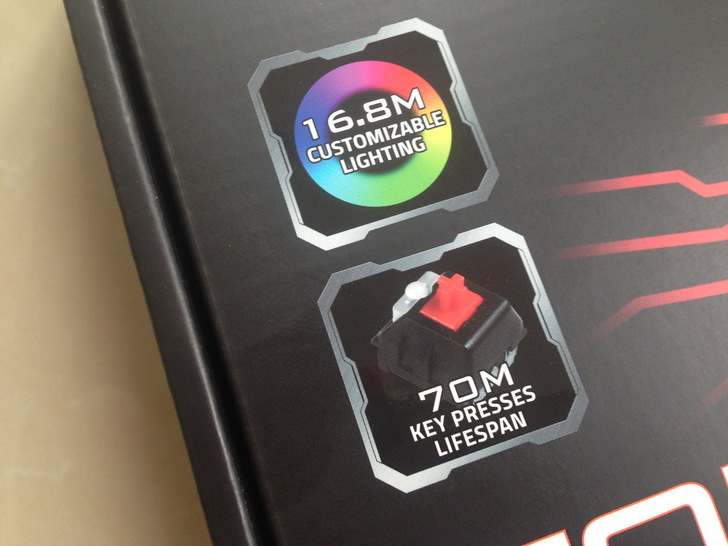 16.8M
CUSTOMIZABLE
LIGHTING
70M
KEY PRESSES
LIFESPAN